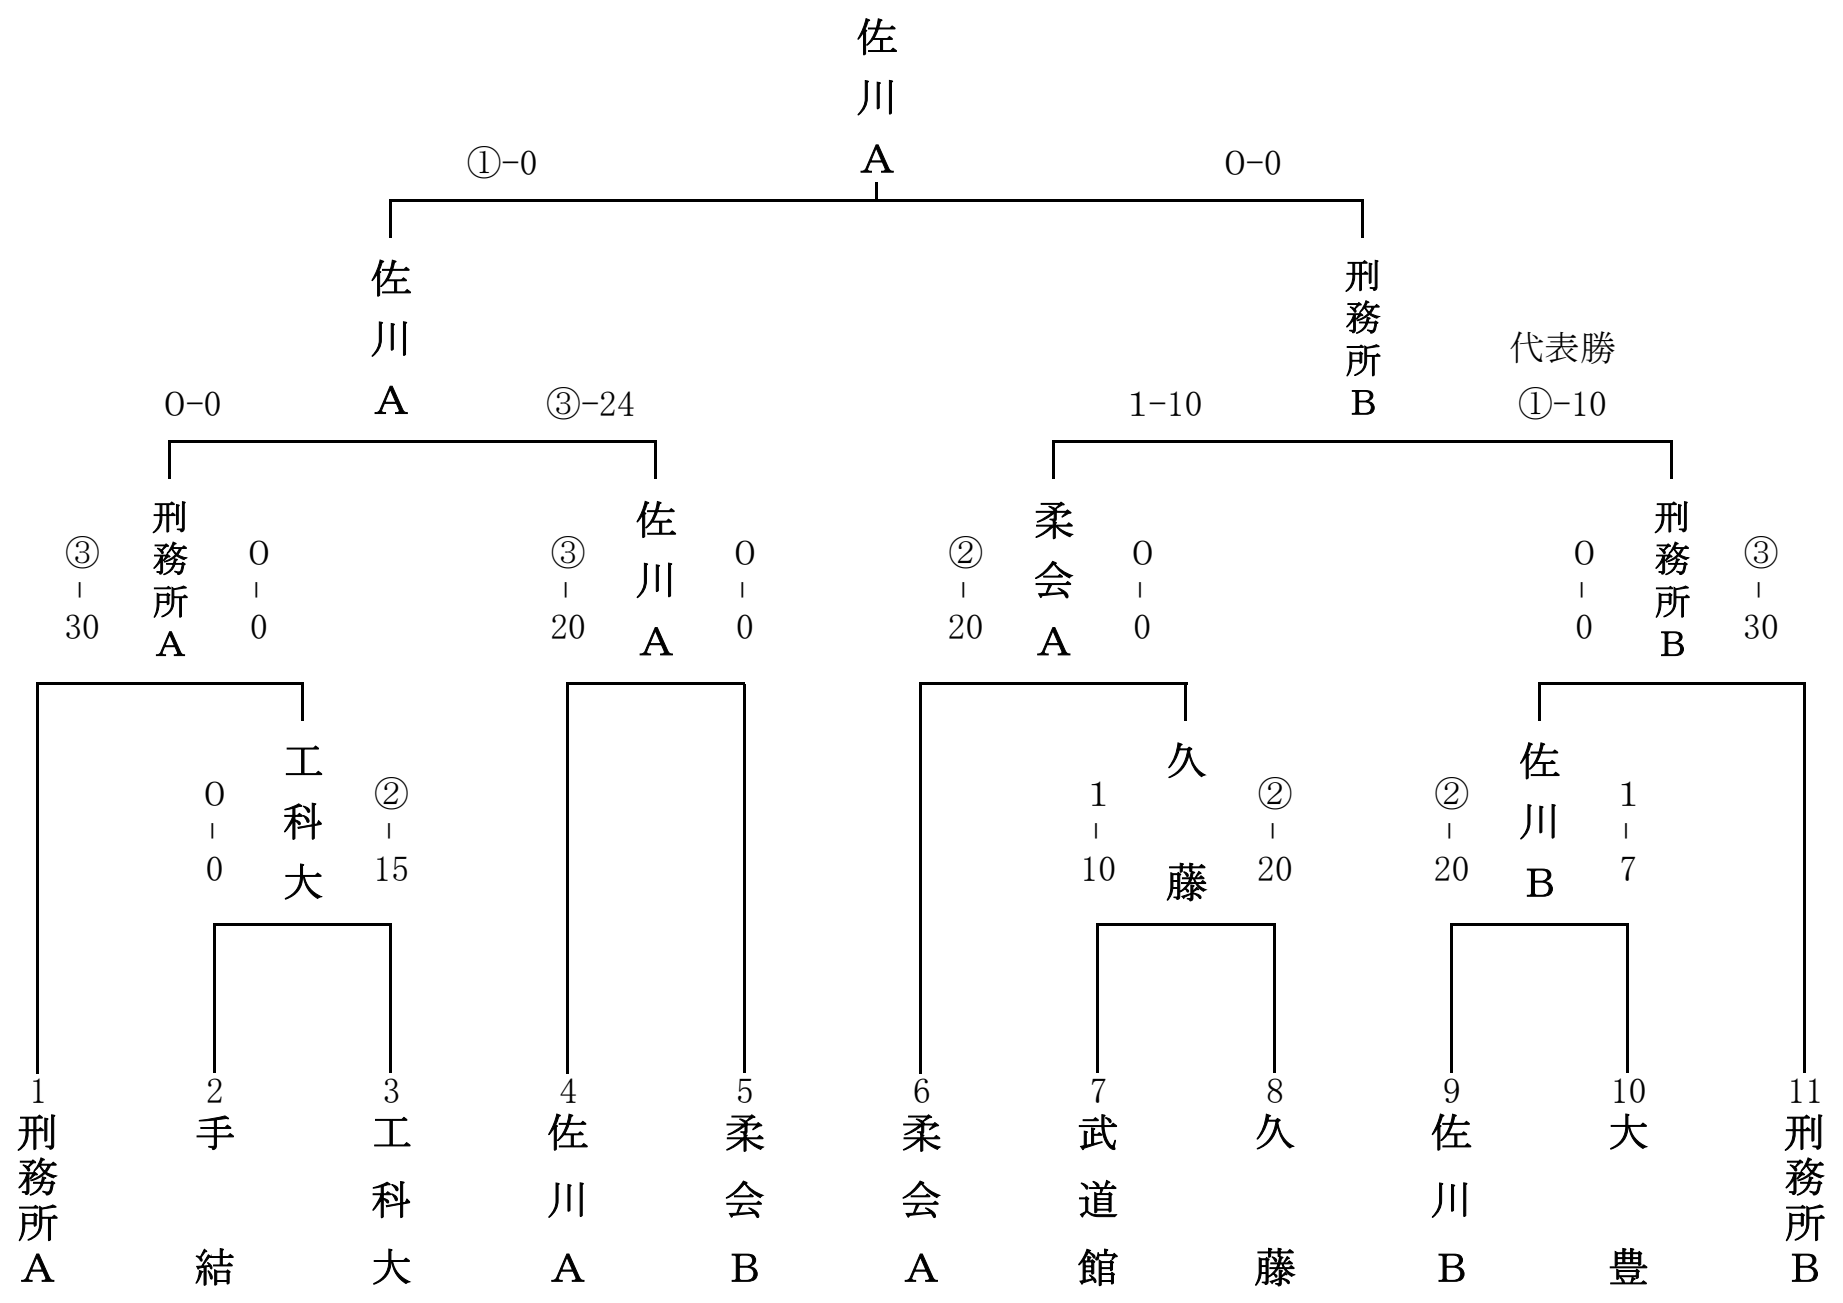 佐川A
①-0
0-0
佐川A
刑務所B
代表勝
0-0
③-24
1-10
①-10
刑務所A
佐川A
柔会A
刑務所B
③-30
0-0
③-20
0-0
②-20
0-0
0-0
③-30
工科大
久藤
佐川B
0-0
②-15
1-10
②-20
②-20
1-7
1
2
3
4
5
6
7
8
9
10
11
刑務所A
手結
工科大
佐川A
柔会B
柔会A
武道館
久藤
佐川B
大豊
刑務所B